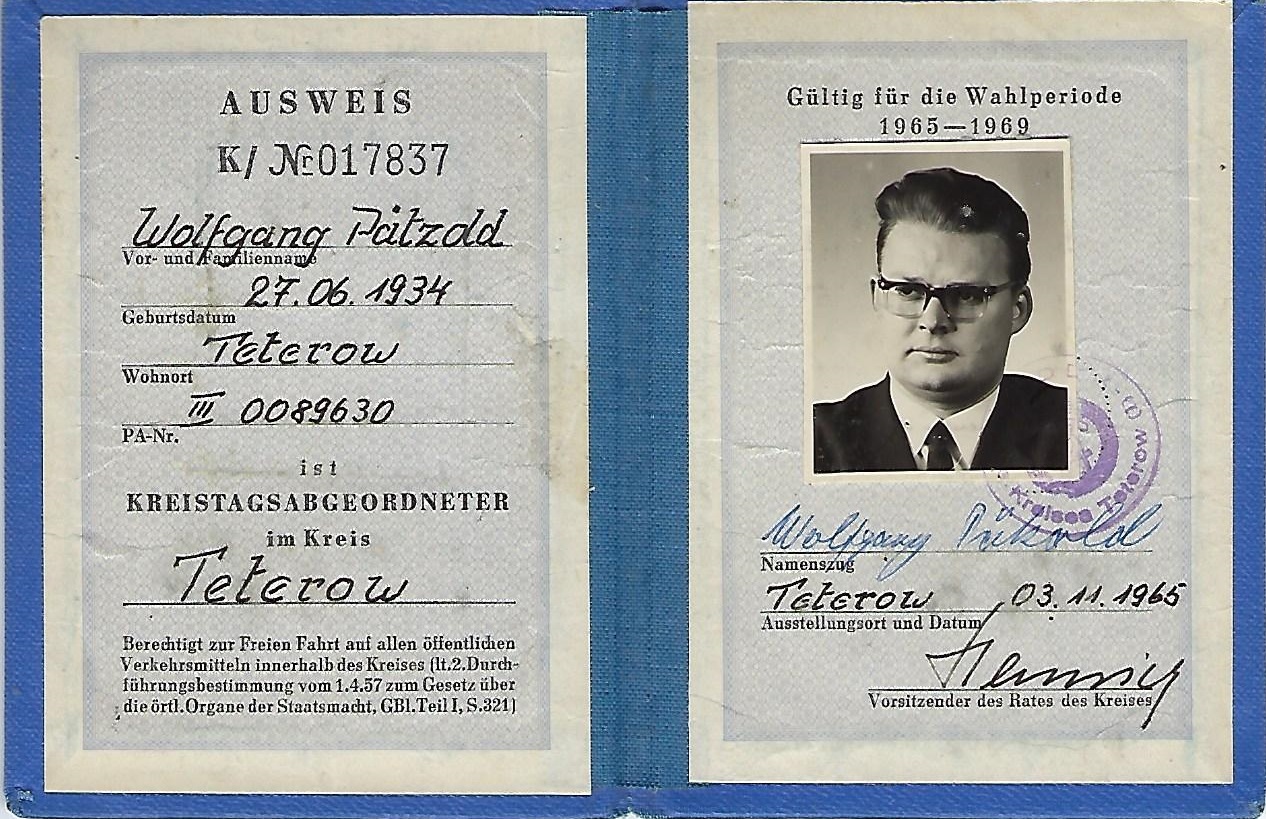 AUSWEIS
K/ № 017837
Wolfgang Pätzold
Vor- und Familienname
27.06.1934
Geburtsdatum
Teterow
Wohnort
III 0089630
PA-Nr.
ist
KREISTAGSABGEORDNETER
im Kreis
Teterow
Berechtigt zur Freien Fahrt auf allen öffentlichen
Verkehrsmitteln innerhalb des Kreises (lt.2.Durch-
führungsbestimmung vom 1.4.57 zum Gesetz über
die örtl.Organe der Staatsmacht, GBl.Teil I, S.321)
Gültig für die Wahlperiode
1965—1969
Kreises Teterow (1)
Wolfgang Pätzold
Namenszug
Teterow 03.11.1965
Ausstellungsort und Datum
Vorsitzender des Rates des Kreises